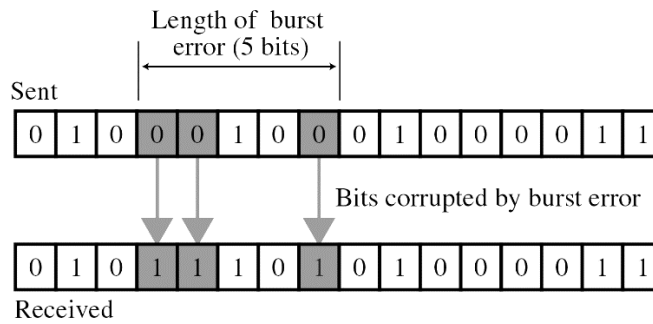 Length of burst
error (5 bits)
Sent
0 1 0 0 0 1 0 0 0 1 0 0 0 0 1 1
Bits corrupted by burst error
0 1 0 1 1 1 0 1 0 1 0 0 0 0 1 1
Received